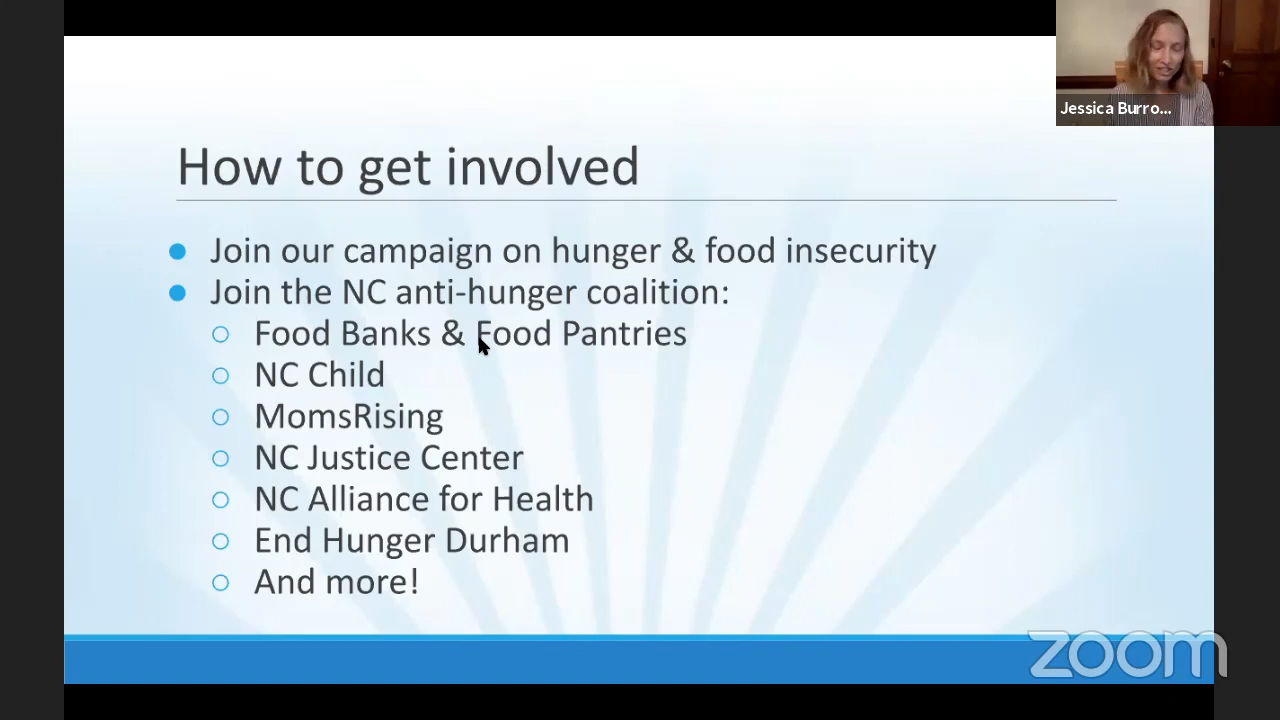 Jessica Burro...
How to get involved
Join our campaign on hunger & food insecurity
Join the NC anti-hunger coalition:
Food Banks & Food Pantries
NC Child
MomsRising
NC Justice Center
NC Alliance for Health
End Hunger Durham
And more!
zoom